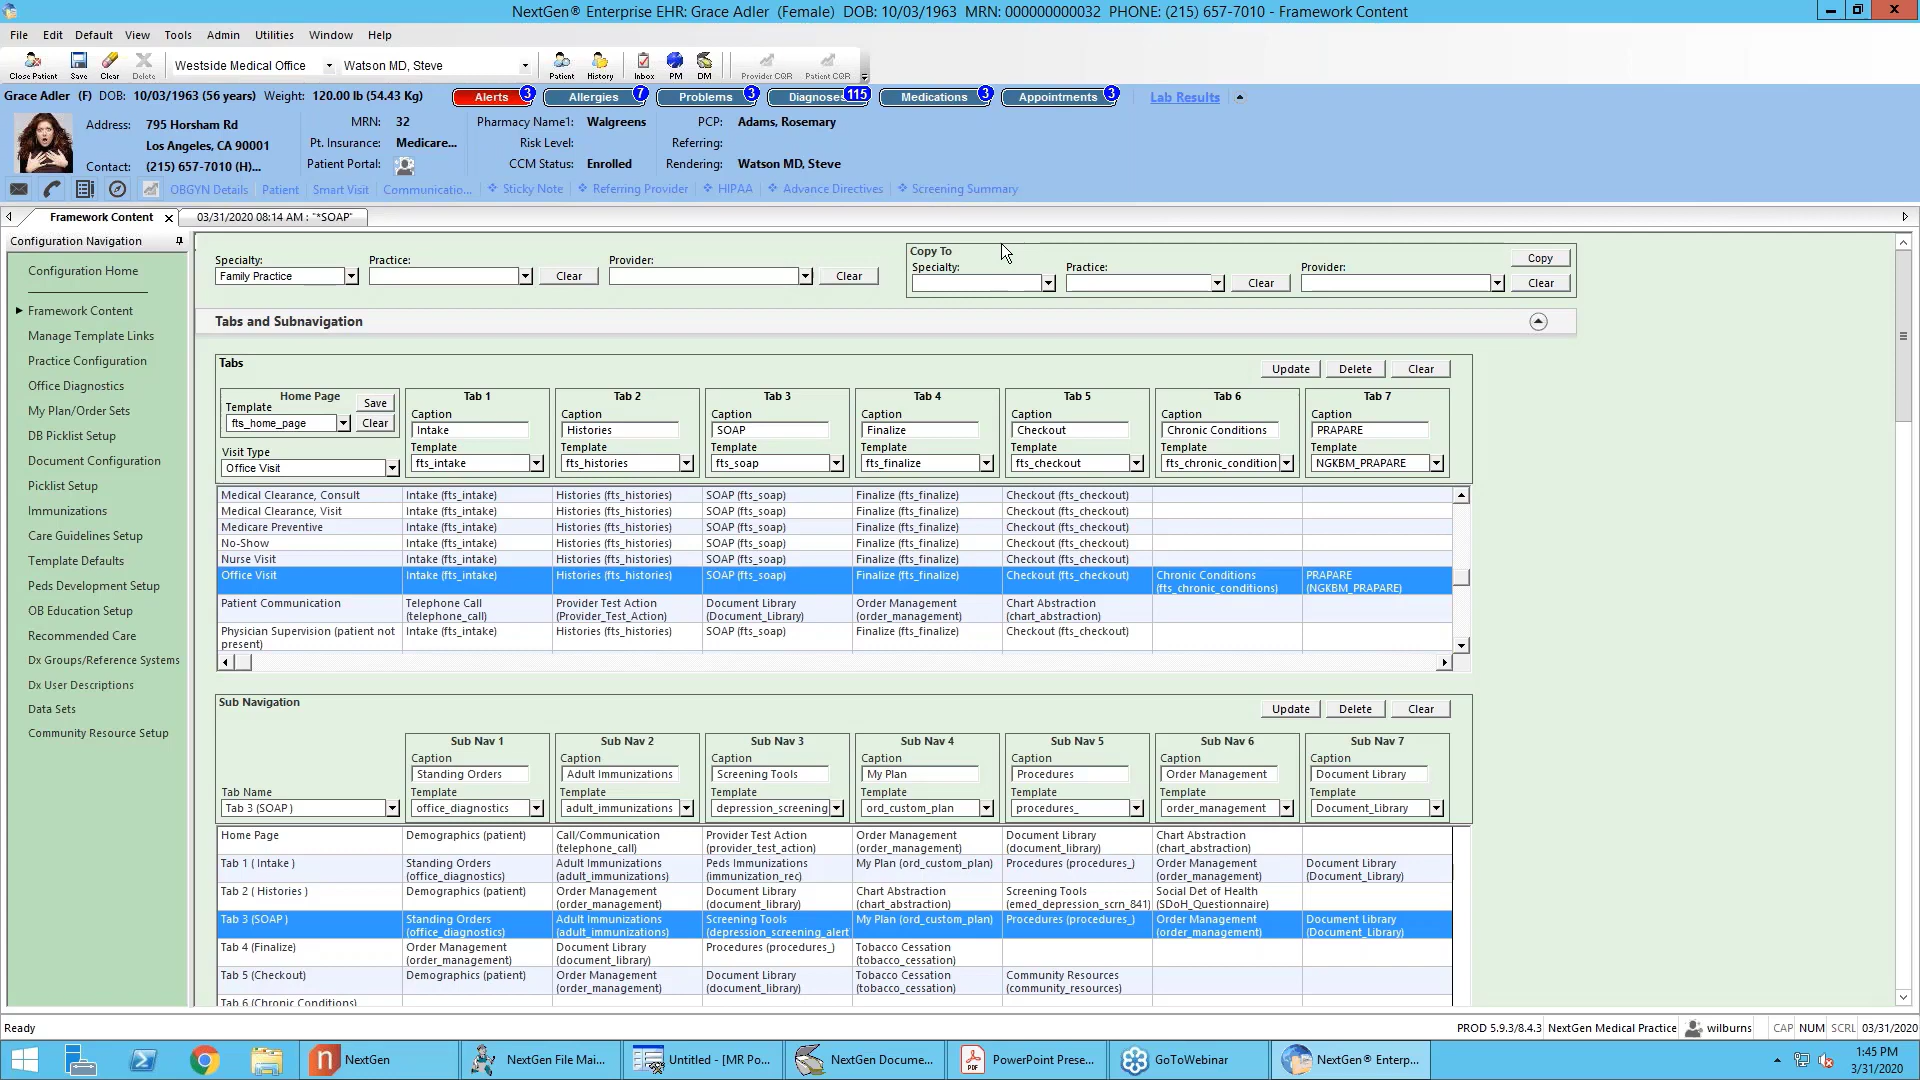 NextGen® Enterprise EHR: Grace Adler  (Female)  DOB: 10/03/1963  MRN: 000000000032  PHONE: (215) 657-7010 - Framework Content
File Edit Default View Tools Admin Utilities Window Help
Westside Medical Office Watson MD, Steve
Close Patient Save Clear Delete Patient History Inbox PM DM Provider CQR Patient CQR
Grace Adler (F) DOB: 10/03/1963 (56 years) Weight: 120.00 lb (54.43 Kg) Alerts 3 Allergies 7 Problems 3 Diagnoses 115 Medications 3 Appointments 3 Lab Results
Address: 795 Horsham Rd MRN: 32 Pharmacy Name1: Walgreens PCP: Adams, Rosemary
Los Angeles, CA 90001 Pt. Insurance: Medicare... Risk Level: Referring:
Contact: (215) 657-7010 (H)... Patient Portal: CCM Status: Enrolled Rendering: Watson MD, Steve
OBGYN Details Patient Smart Visit Communicatio... Sticky Note Referring Provider HIPAA Advance Directives Screening Summary
Framework Content 03/31/2020 08:14 AM : "*SOAP"
Configuration Navigation
Configuration Home
Framework Content
Manage Template Links
Practice Configuration
Office Diagnostics
My Plan/Order Sets
DB Picklist Setup
Document Configuration
Picklist Setup
Immunizations
Care Guidelines Setup
Template Defaults
Peds Development Setup
OB Education Setup
Recommended Care
Dx Groups/Reference Systems
Dx User Descriptions
Data Sets
Community Resource Setup
Specialty: Practice: Provider:
Family Practice Clear Clear
Copy To
Specialty: Practice: Provider: Copy
Clear Clear
Tabs and Subnavigation
Tabs
Update Delete Clear
Home Page Save Tab 1 Tab 2 Tab 3 Tab 4 Tab 5 Tab 6 Tab 7
Template Caption Caption Caption Caption Caption Caption Caption
fts_home_page Clear Intake Histories SOAP Finalize Checkout Chronic Conditions PRAPARE
Visit Type Template Template Template Template Template Template Template
Office Visit fts_intake fts_histories fts_soap fts_finalize fts_checkout fts_chronic_condition NGKBM_PRAPARE
Medical Clearance, Consult Intake (fts_intake) Histories (fts_histories) SOAP (fts_soap) Finalize (fts_finalize) Checkout (fts_checkout)
Medical Clearance, Visit Intake (fts_intake) Histories (fts_histories) SOAP (fts_soap) Finalize (fts_finalize) Checkout (fts_checkout)
Medicare Preventive Intake (fts_intake) Histories (fts_histories) SOAP (fts_soap) Finalize (fts_finalize) Checkout (fts_checkout)
No-Show Intake (fts_intake) Histories (fts_histories) SOAP (fts_soap) Finalize (fts_finalize) Checkout (fts_checkout)
Nurse Visit Intake (fts_intake) Histories (fts_histories) SOAP (fts_soap) Finalize (fts_finalize) Checkout (fts_checkout)
Office Visit Intake (fts_intake) Histories (fts_histories) SOAP (fts_soap) Finalize (fts_finalize) Checkout (fts_checkout) Chronic Conditions PRAPARE
(fts_chronic_conditions) (NGKBM_PRAPARE)
Patient Communication Telephone Call Provider Test Action Document Library Order Management Chart Abstraction
(telephone_call) (Provider_Test_Action) (Document_Library) (order_management) (chart_abstraction)
Physician Supervision (patient not Intake (fts_intake) Histories (fts_histories) SOAP (fts_soap) Finalize (fts_finalize) Checkout (fts_checkout)
present)
Sub Navigation
Update Delete Clear
Sub Nav 1 Sub Nav 2 Sub Nav 3 Sub Nav 4 Sub Nav 5 Sub Nav 6 Sub Nav 7
Caption Caption Caption Caption Caption Caption Caption
Standing Orders Adult Immunizations Screening Tools My Plan Procedures Order Management Document Library
Tab Name Template Template Template Template Template Template Template
Tab 3 (SOAP ) office_diagnostics adult_immunizations depression_screening ord_custom_plan procedures_ order_management Document_Library
Home Page Demographics (patient) Call/Communication Provider Test Action Order Management Document Library Chart Abstraction
(telephone_call) (provider_test_action) (order_management) (document_library) (chart_abstraction)
Tab 1 ( Intake ) Standing Orders Adult Immunizations Peds Immunizations My Plan (ord_custom_plan) Procedures (procedures_) Order Management Document Library
(office_diagnostics) (adult_immunizations) (immunization_rec) (order_management) (Document_Library)
Tab 2 ( Histories ) Demographics (patient) Order Management Document Library Chart Abstraction Screening Tools Social Det of Health
(order_management) (document_library) (chart_abstraction) (emed_depression_scrn_841) (SDoH_Questionnaire)
Tab 3 (SOAP ) Standing Orders Adult Immunizations Screening Tools My Plan (ord_custom_plan) Procedures (procedures_) Order Management Document Library
(office_diagnostics) (adult_immunizations) (depression_screening_alert (order_management) (Document_Library)
Tab 4 (Finalize) Order Management Document Library Procedures (procedures_) Tobacco Cessation
(order_management) (document_library) (tobacco_cessation)
Tab 5 (Checkout) Demographics (patient) Order Management Document Library Tobacco Cessation Community Resources
(order_management) (document_library) (tobacco_cessation) (community_resources)
Tab 6 (Chronic Conditions)
Ready PROD 5.9.3/8.4.3 NextGen Medical Practice wilburns CAP NUM SCRL 03/31/2020
NextGen NextGen File Mai... Untitled - [MR Po... NextGen Docume... PowerPoint Prese... GoToWebinar NextGen® Enterp... 1:45 PM
3/31/2020